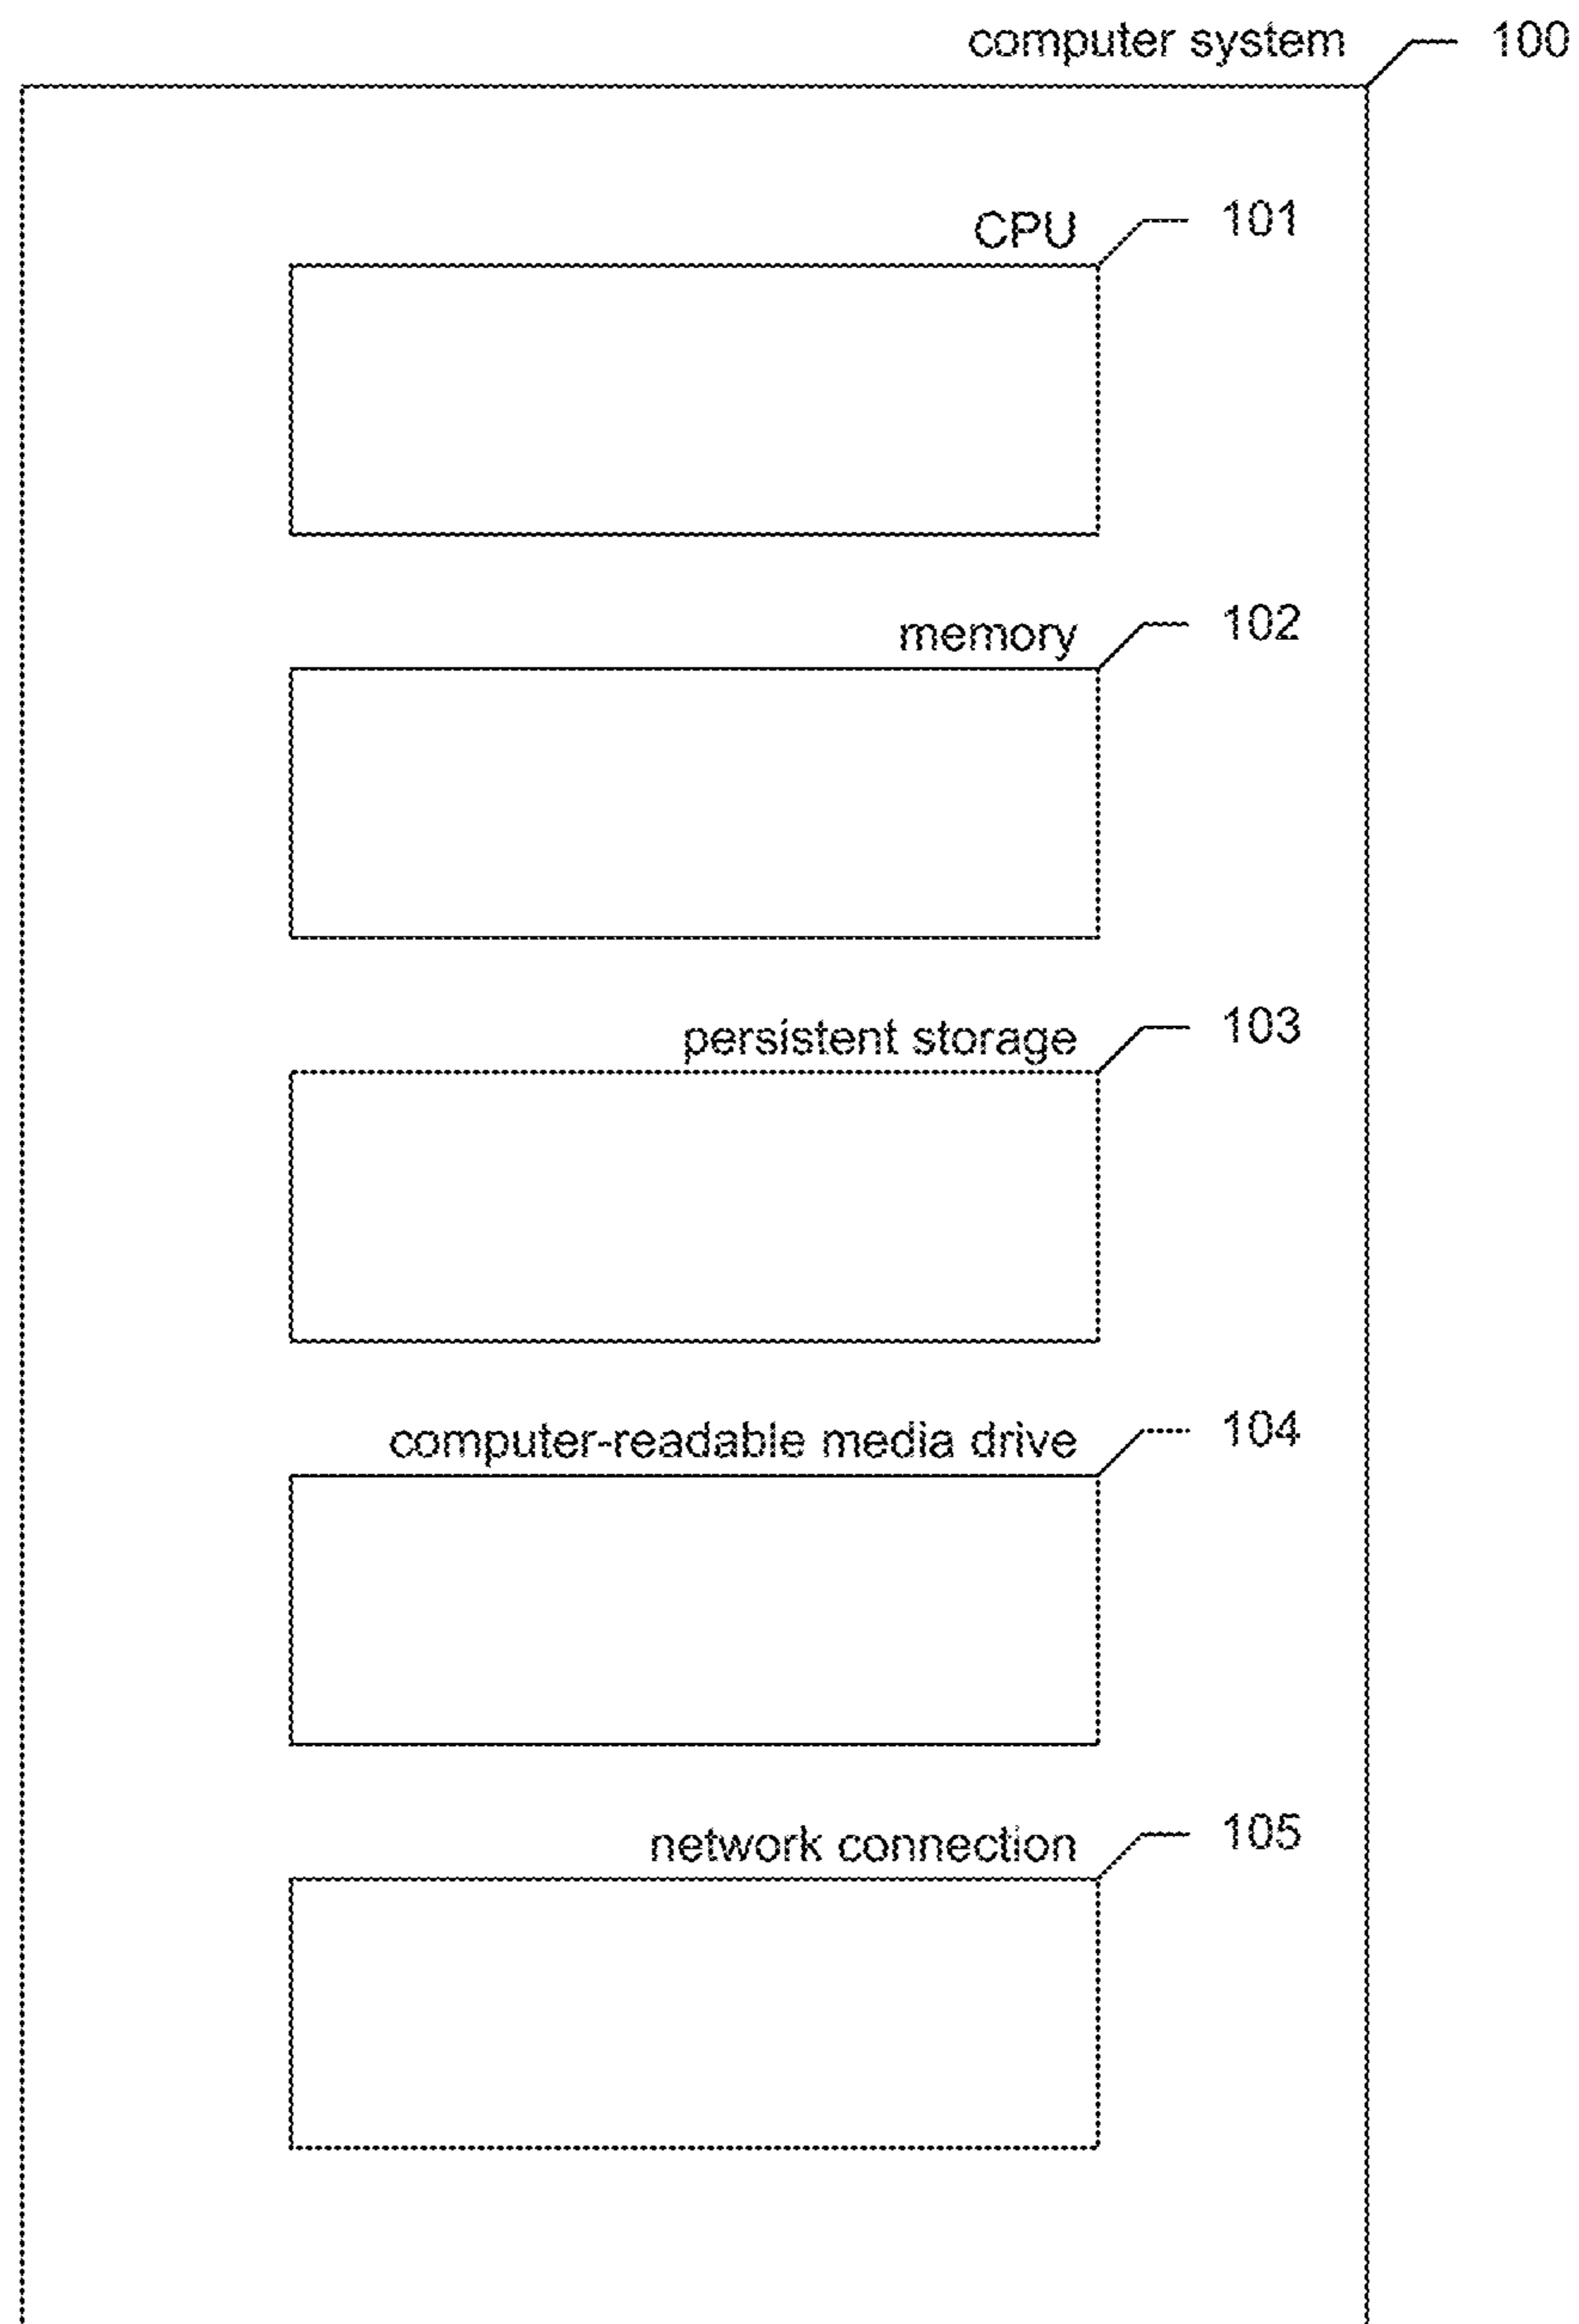 computer system 100
CPU 101
memory 102
persistent storage 103
computer-readable media drive 104
network connection 105